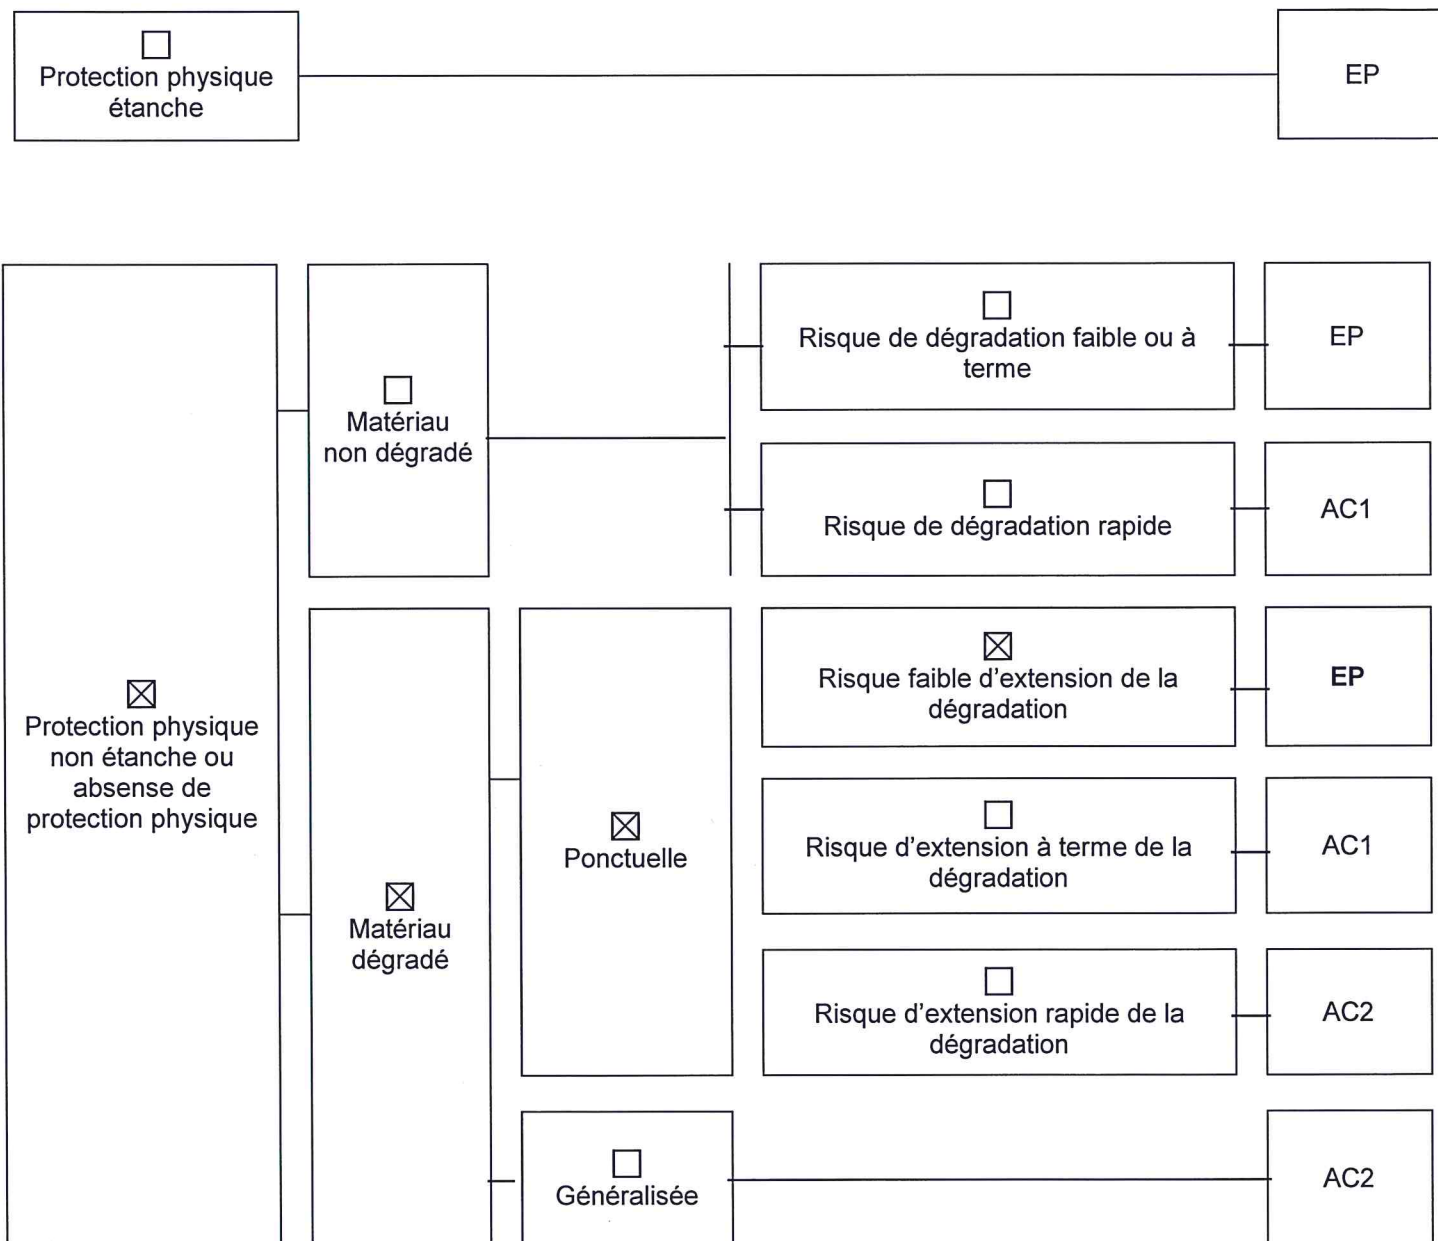 ☐
Protection physique
étanche
EP
☒
Protection physique
non étanche ou
absense de
protection physique
☐
Matériau
non dégradé
☐
Risque de dégradation faible ou à
terme
EP
☐
Risque de dégradation rapide
AC1
☒
Matériau
dégradé
☒
Ponctuelle
☒
Risque faible d'extension de la
dégradation
EP
☐
Risque d'extension à terme de la
dégradation
AC1
☐
Risque d'extension rapide de la
dégradation
AC2
☐
Généralisée
AC2